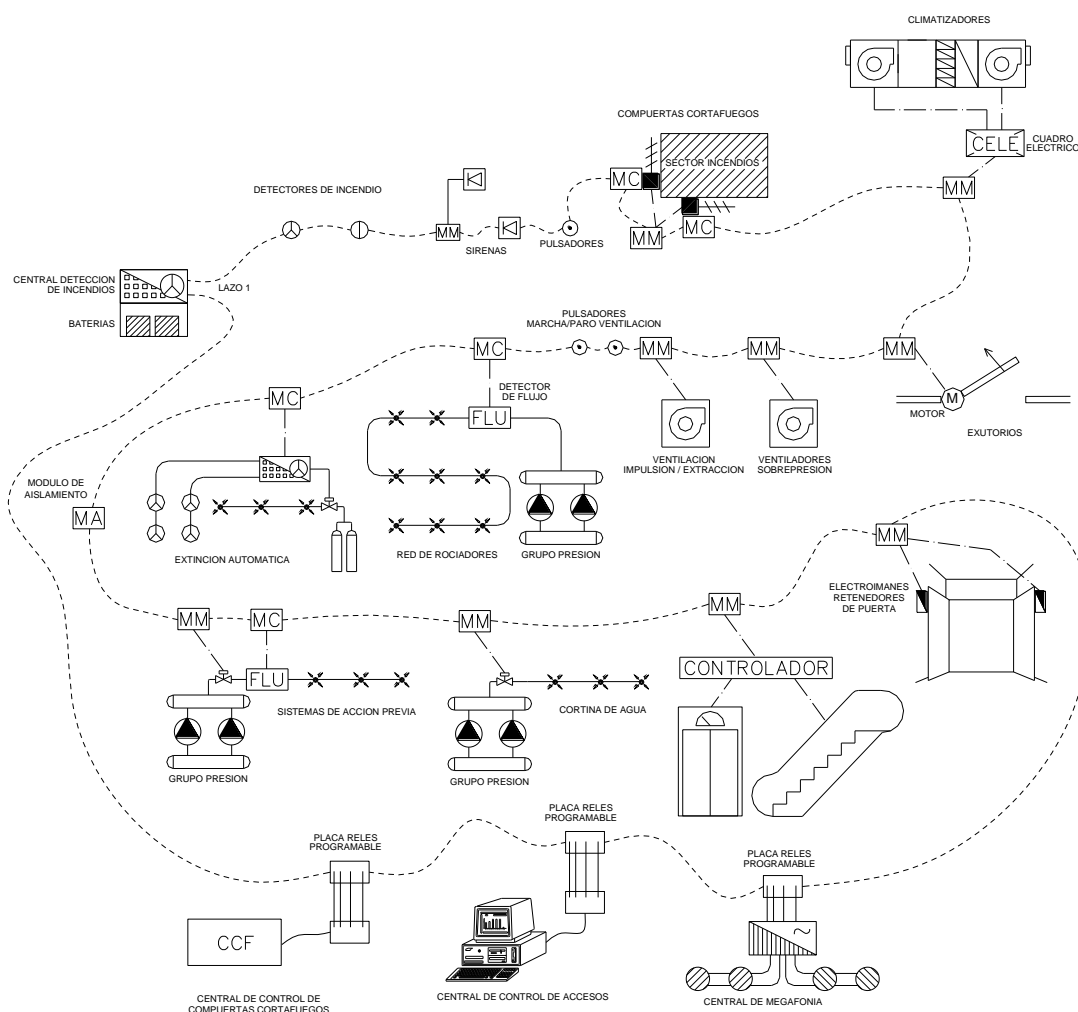 CLIMATIZADORES
COMPUERTAS CORTAFUEGOS
CELE
CUADRO
ELECTRICO
SECTOR INCENDIOS
MC
MM
DETECTORES DE INCENDIO
MM
SIRENAS
PULSADORES
MM
MC
CENTRAL DETECCION
DE INCENDIOS
LAZO 1
BATERIAS
PULSADORES
MARCHA/PARO VENTILACION
MC
MM
MM
MM
MC
DETECTOR
DE FLUJO
FLU
M
MOTOR
EXUTORIOS
VENTILACION
IMPULSION / EXTRACCION
VENTILADORES
SOBREPRESION
MODULO DE
AISLAMIENTO
MA
EXTINCION AUTOMATICA
RED DE ROCIADORES
GRUPO PRESION
MM
ELECTROIMANES
RETENEDORES
DE PUERTA
MM
MC
MM
MM
CONTROLADOR
FLU
SISTEMAS DE ACCION PREVIA
CORTINA DE AGUA
GRUPO PRESION
GRUPO PRESION
PLACA RELES
PROGRAMABLE
PLACA RELES
PROGRAMABLE
PLACA RELES
PROGRAMABLE
CCF
CENTRAL DE CONTROL DE
COMPUERTAS CORTAFUEGOS
CENTRAL DE CONTROL DE ACCESOS
CENTRAL DE MEGAFONIA